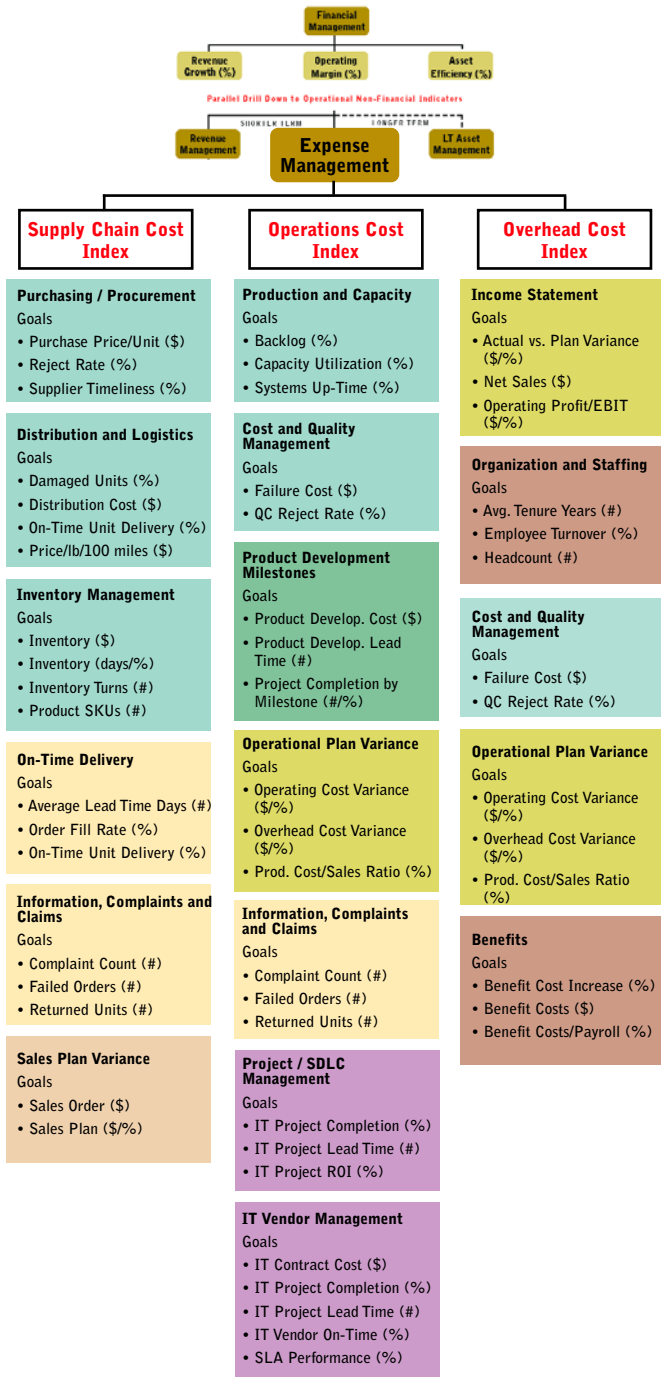 Financial
Management
Revenue
Growth (%)
Operating
Margin (%)
Asset
Efficiency (%)
Parallel Drill Down to Operational Non-Financial Indicators
SHORTER TERM
LONGER TERM
Revenue
Management
Expense
Management
LT Asset
Management
Supply Chain Cost
Index
Operations Cost
Index
Overhead Cost
Index
Purchasing / Procurement
Goals
• Purchase Price/Unit ($)
• Reject Rate (%)
• Supplier Timeliness (%)
Distribution and Logistics
Goals
• Damaged Units (%)
• Distribution Cost ($)
• On-Time Unit Delivery (%)
• Price/lb/100 miles ($)
Inventory Management
Goals
• Inventory ($)
• Inventory (days/%)
• Inventory Turns (#)
• Product SKUs (#)
On-Time Delivery
Goals
• Average Lead Time Days (#)
• Order Fill Rate (%)
• On-Time Unit Delivery (%)
Information, Complaints and
Claims
Goals
• Complaint Count (#)
• Failed Orders (#)
• Returned Units (#)
Sales Plan Variance
Goals
• Sales Order ($)
• Sales Plan ($/%)
Production and Capacity
Goals
• Backlog (%)
• Capacity Utilization (%)
• Systems Up-Time (%)
Cost and Quality
Management
Goals
• Failure Cost ($)
• QC Reject Rate (%)
Product Development
Milestones
Goals
• Product Develop. Cost ($)
• Product Develop. Lead
Time (#)
• Project Completion by
Milestone (#/%)
Operational Plan Variance
Goals
• Operating Cost Variance
($/%)
• Overhead Cost Variance
($/%)
• Prod. Cost/Sales Ratio (%)
Information, Complaints
and Claims
Goals
• Complaint Count (#)
• Failed Orders (#)
• Returned Units (#)
Project / SDLC
Management
Goals
• IT Project Completion (%)
• IT Project Lead Time (#)
• IT Project ROI (%)
IT Vendor Management
Goals
• IT Contract Cost ($)
• IT Project Completion (%)
• IT Project Lead Time (#)
• IT Vendor On-Time (%)
• SLA Performance (%)
Income Statement
Goals
• Actual vs. Plan Variance
($/%)
• Net Sales ($)
• Operating Profit/EBIT
($/%)
Organization and Staffing
Goals
• Avg. Tenure Years (#)
• Employee Turnover (%)
• Headcount (#)
Cost and Quality
Management
Goals
• Failure Cost ($)
• QC Reject Rate (%)
Operational Plan Variance
Goals
• Operating Cost Variance
($/%)
• Overhead Cost Variance
($/%)
• Prod. Cost/Sales Ratio
(%)
Benefits
Goals
• Benefit Cost Increase (%)
• Benefit Costs ($)
• Benefit Costs/Payroll (%)